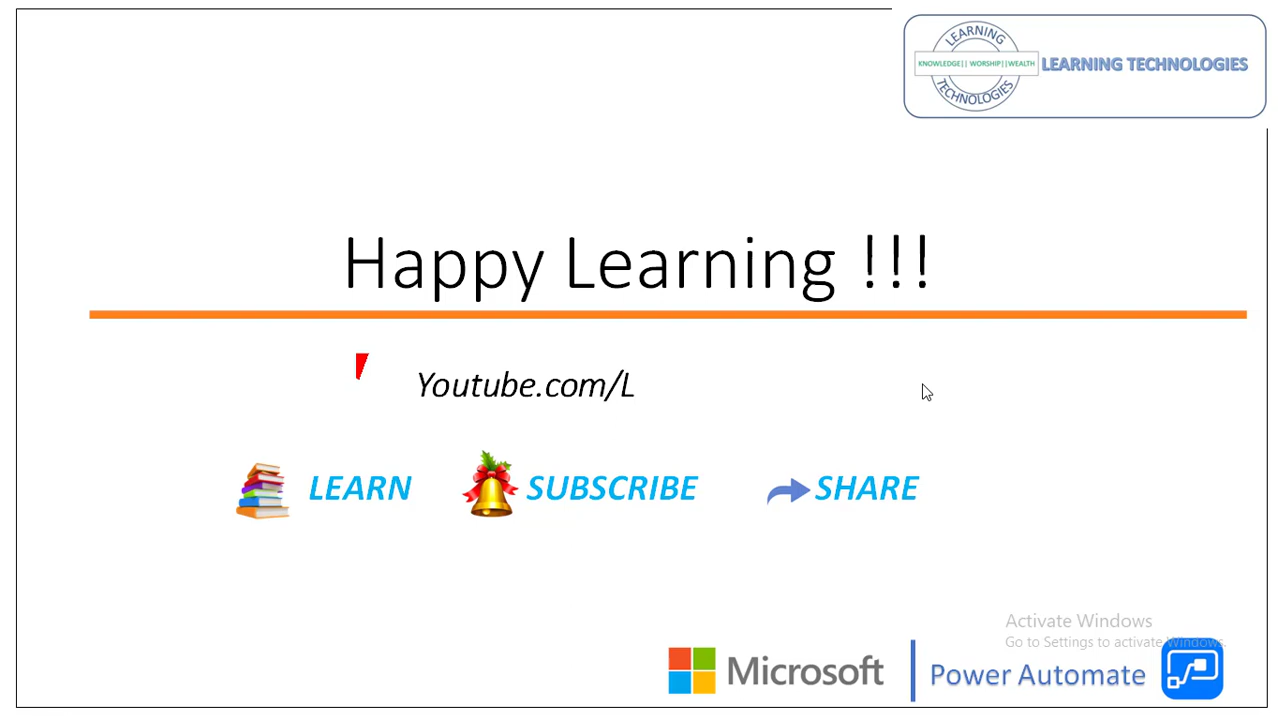 LEARNING
KNOWLEDGE|| WORSHIP||WEALTH
TECHNOLOGIES
LEARNING TECHNOLOGIES
Happy Learning !!!
Youtube.com/L
LEARN SUBSCRIBE SHARE
Activate Windows
Go to Settings to activate Windows.
Microsoft Power Automate